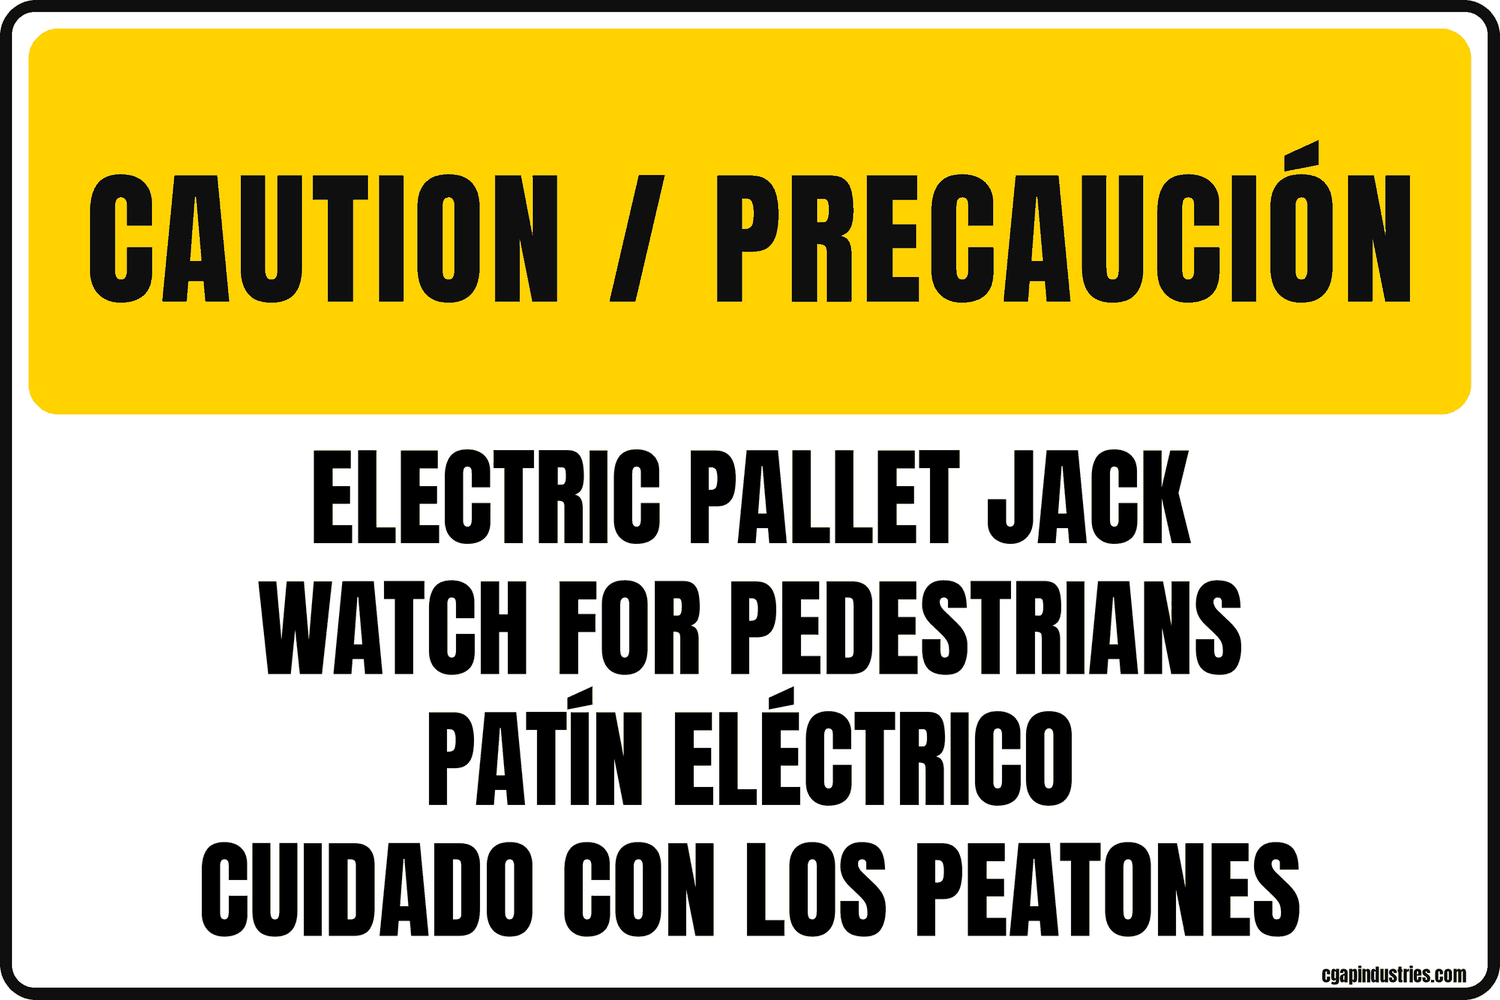 CAUTION / PRECAUCIÓN
ELECTRIC PALLET JACK
WATCH FOR PEDESTRIANS
PATÍN ELÉCTRICO
CUIDADO CON LOS PEATONES
cgapindustries.com